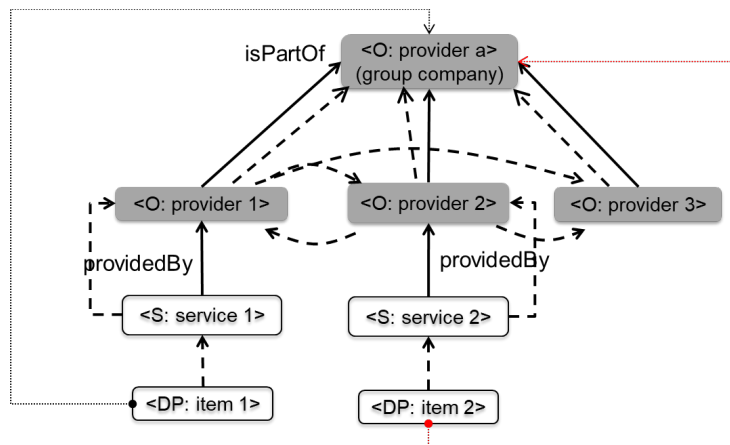 isPartOf
<O: provider a>
(group company)
<O: provider 1>
<O: provider 2>
<O: provider 3>
providedBy
providedBy
<S: service 1>
<S: service 2>
<DP: item 1>
<DP: item 2>